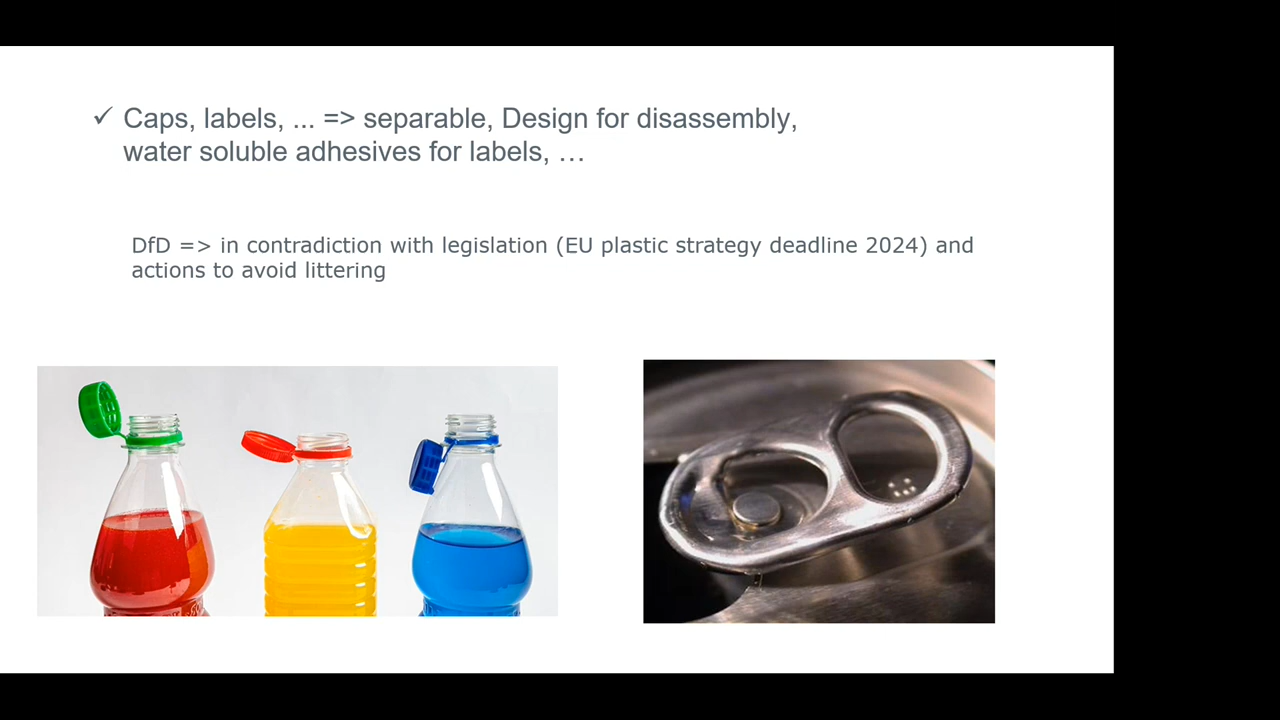 ✓ Caps, labels, ... => separable, Design for disassembly,
water soluble adhesives for labels, …
DfD => in contradiction with legislation (EU plastic strategy deadline 2024) and
actions to avoid littering